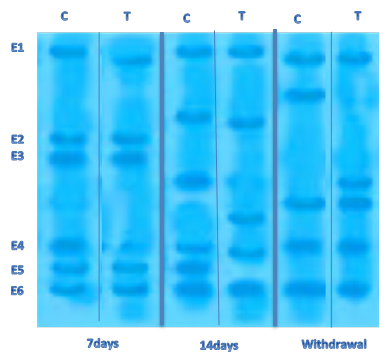 C T C T C T
E1
E2
E3
E4
E5
E6
7days 14days Withdrawal